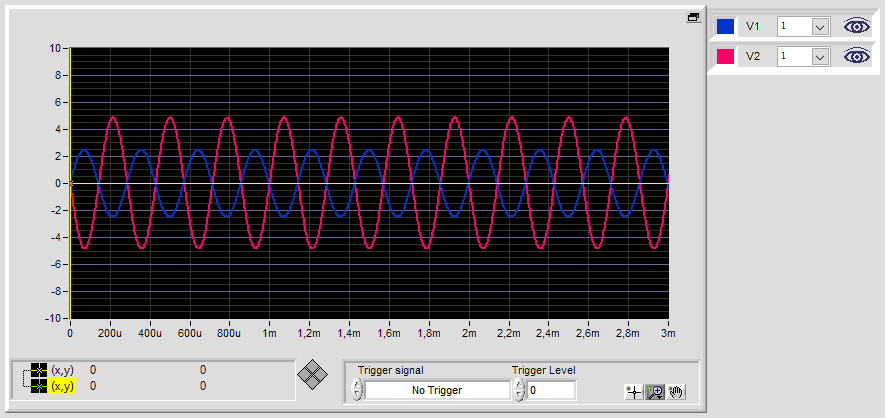 V1 1
V2 1
10
8
6
4
2
0
-2
-4
-6
-8
-10
0 200u 400u 600u 800u 1m 1,2m 1,4m 1,6m 1,8m 2m 2,2m 2,4m 2,6m 2,8m 3m
(x,y) 0 0
(x,y) 0 0
Trigger signal Trigger Level
No Trigger 0